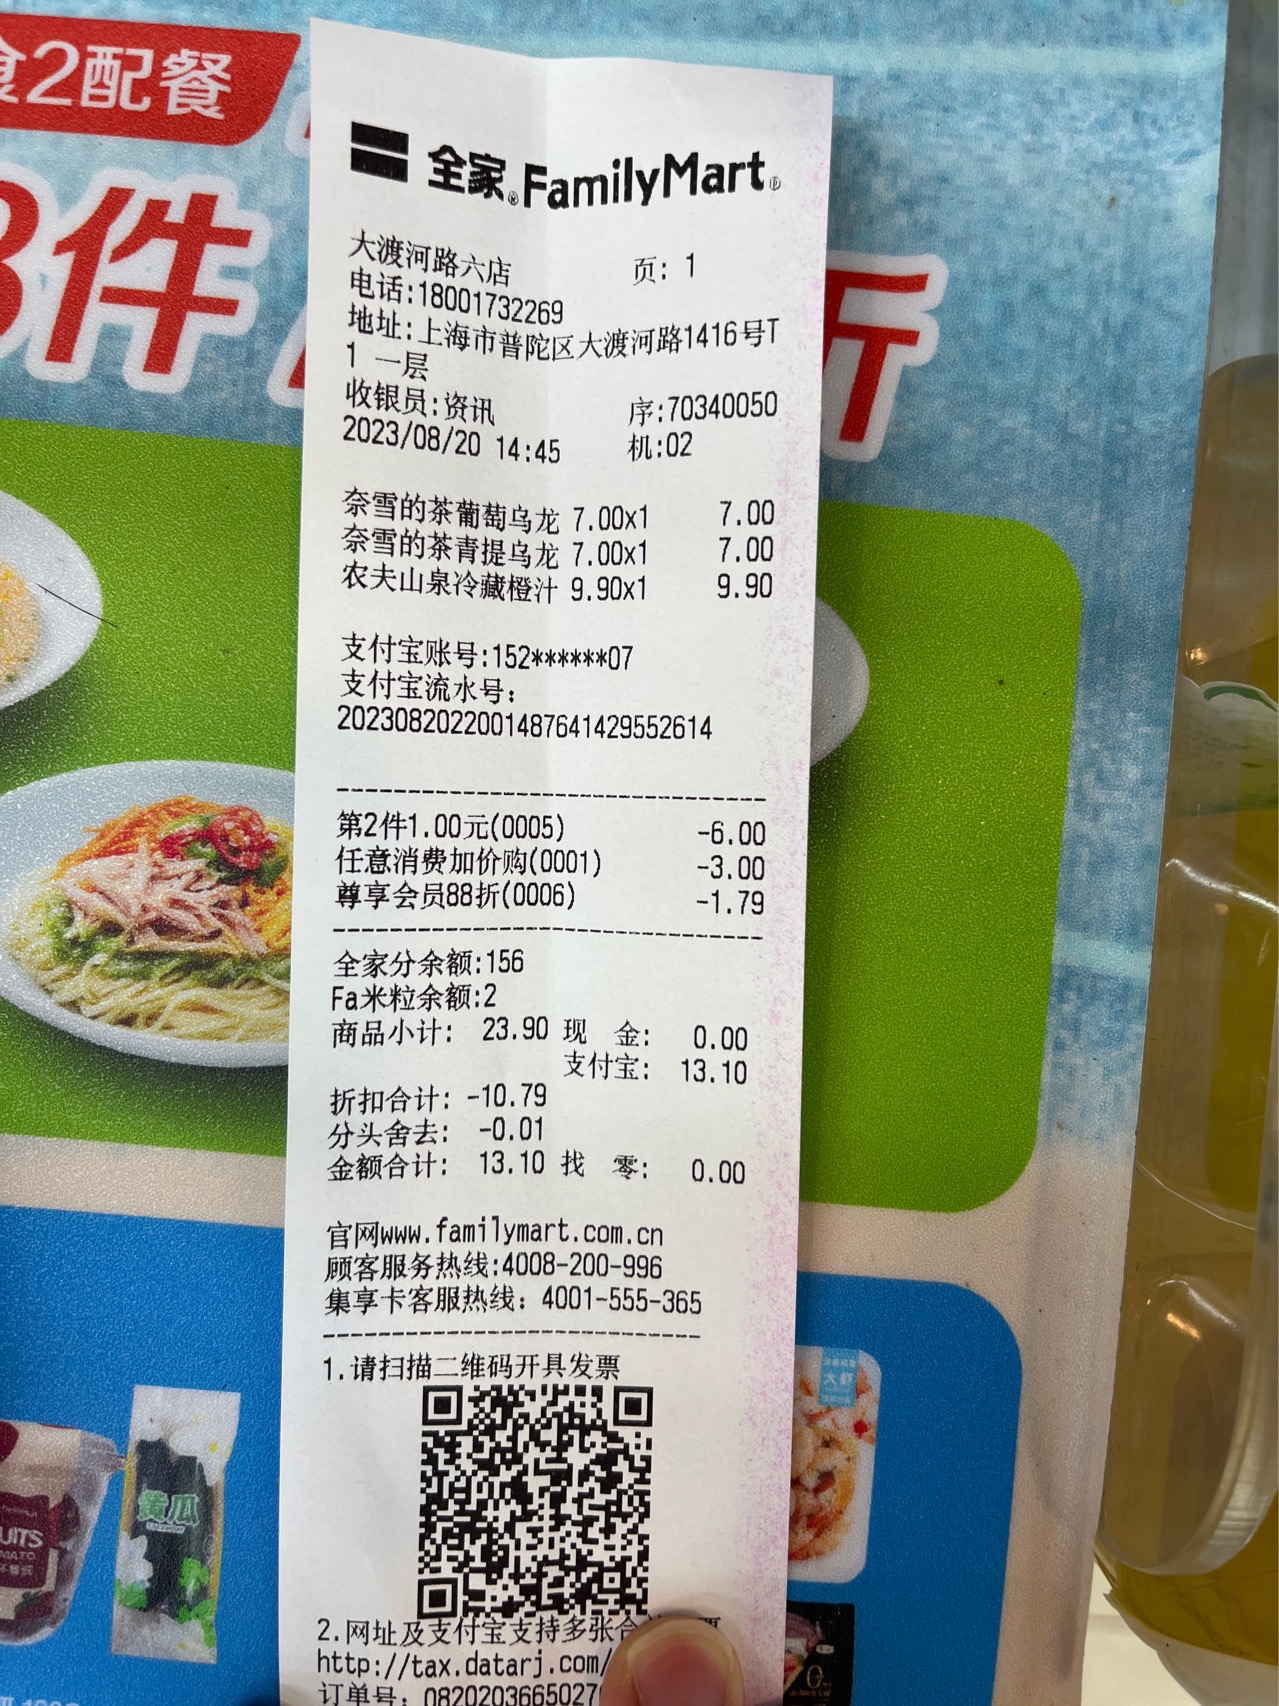 食2配餐
3件
折
全家 FamilyMart
大渡河路六店 页: 1
电话:18001732269
地址:上海市普陀区大渡河路1416号T
1 一层
收银员:资讯 序:70340050
2023/08/20 14:45 机:02
奈雪的茶葡萄乌龙 7.00x1 7.00
奈雪的茶青提乌龙 7.00x1 7.00
农夫山泉冷藏橙汁 9.90x1 9.90
支付宝账号:152******07
支付宝流水号:
2023082022001487641429552614
第2件1.00元(0005) -6.00
任意消费加价购(0001) -3.00
尊享会员88折(0006) -1.79
全家分余额:156
Fa米粒余额:2
商品小计: 23.90 现 金: 0.00
支付宝: 13.10
折扣合计: -10.79
分头舍去: -0.01
金额合计: 13.10 找 零: 0.00
官网www.familymart.com.cn
顾客服务热线:4008-200-996
集享卡客服热线: 4001-555-365
1.请扫描二维码开具发票
2.网址及支付宝支持多张合
http://tax.datarj.com/
订单号: 0820203665027
黄瓜
大虾
UITS
MATO